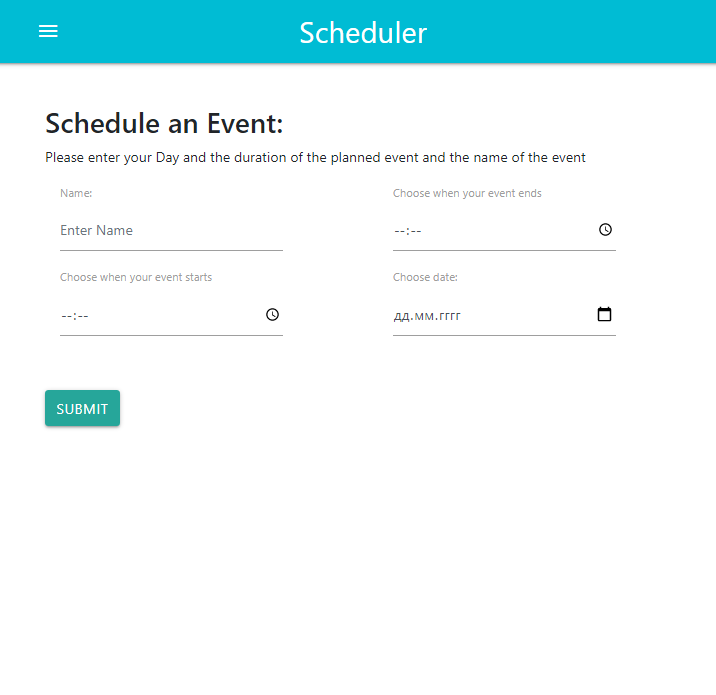 Scheduler
Schedule an Event:
Please enter your Day and the duration of the planned event and the name of the event
Name:
Enter Name
Choose when your event ends
--:--
Choose when your event starts
--:--
Choose date:
дд.мм.гггг
SUBMIT